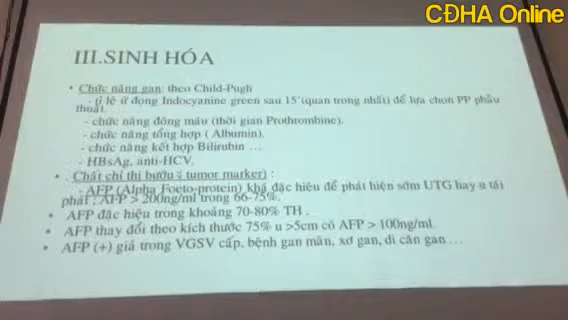 CĐHA Online
III.SINH HÓA
• Chức năng gan: theo Child-Pugh
- tỉ lệ ứ đọng Indocyanine green sau 15'(quan trong nhất) để lựa chọn PP phẫu
thuật.
- chức năng đông máu (thời gian Prothrombine).
- chức năng tổng hợp ( Albumin).
- chức năng kết hợp Bilirubin …
- HBsAg, anti-HCV.
• . Chất chỉ thị bướu ( tumor marker) :
- AFP (Alpha Foeto-protein) khá đặc hiệu để phát hiện sớm UTG hay u tái
phát ; AFP > 200ng/ml trong 66-75%.
• AFP đặc hiệu trong khoảng 70-80% TH .
• AFP thay đổi theo kích thước 75% u >5cm có AFP > 100ng/ml.
• AFP (+) giả trong VGSV cấp, bệnh gan mãn, xơ gan, di căn gan …